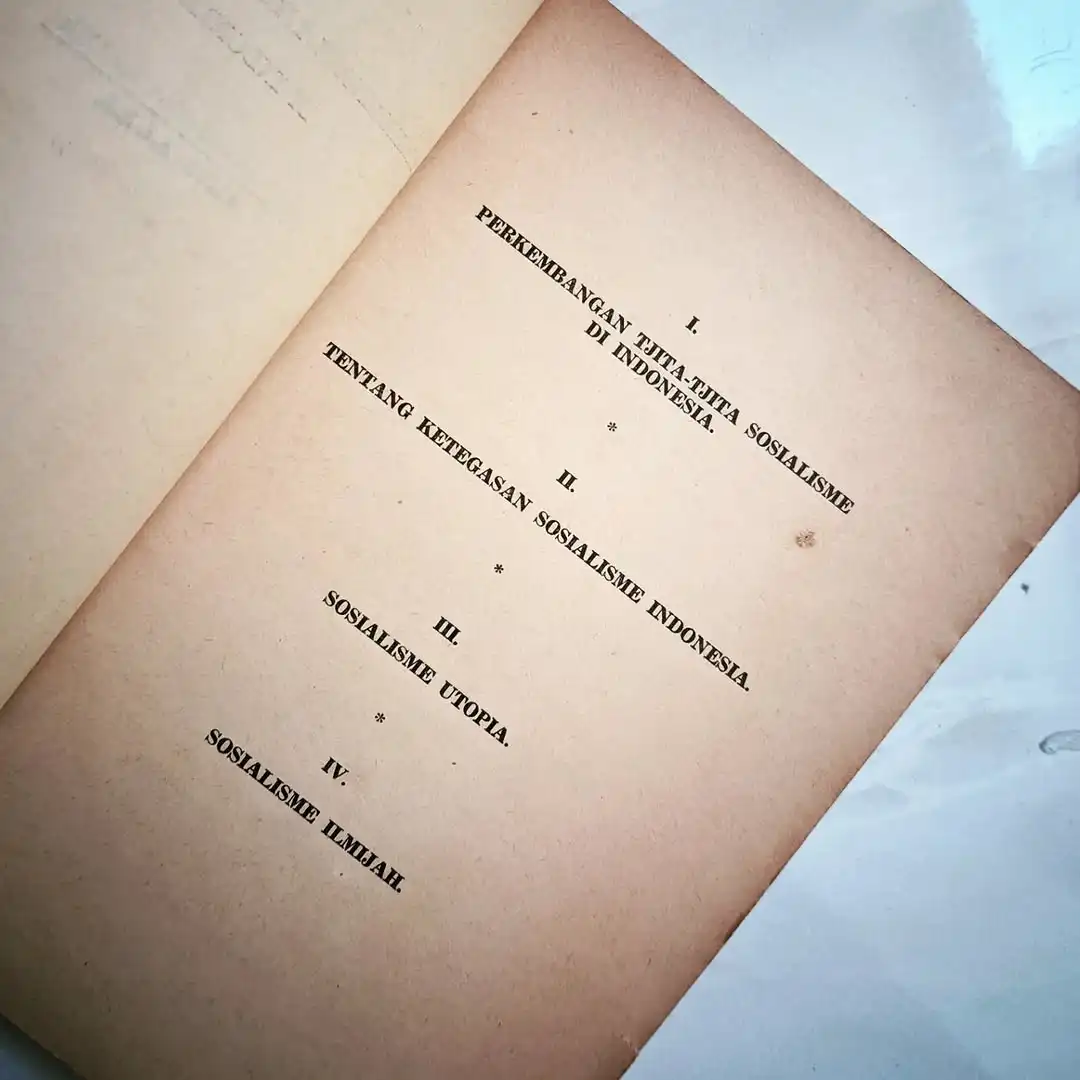 I.
PERKEMBANGAN TJITA-TJITA SOSIALISME
DI INDONESIA.
*
II.
TENTANG KETEGASAN SOSIALISME INDONESIA.
*
III.
SOSIALISME UTOPIA.
*
IV.
SOSIALISME ILMIJAH.